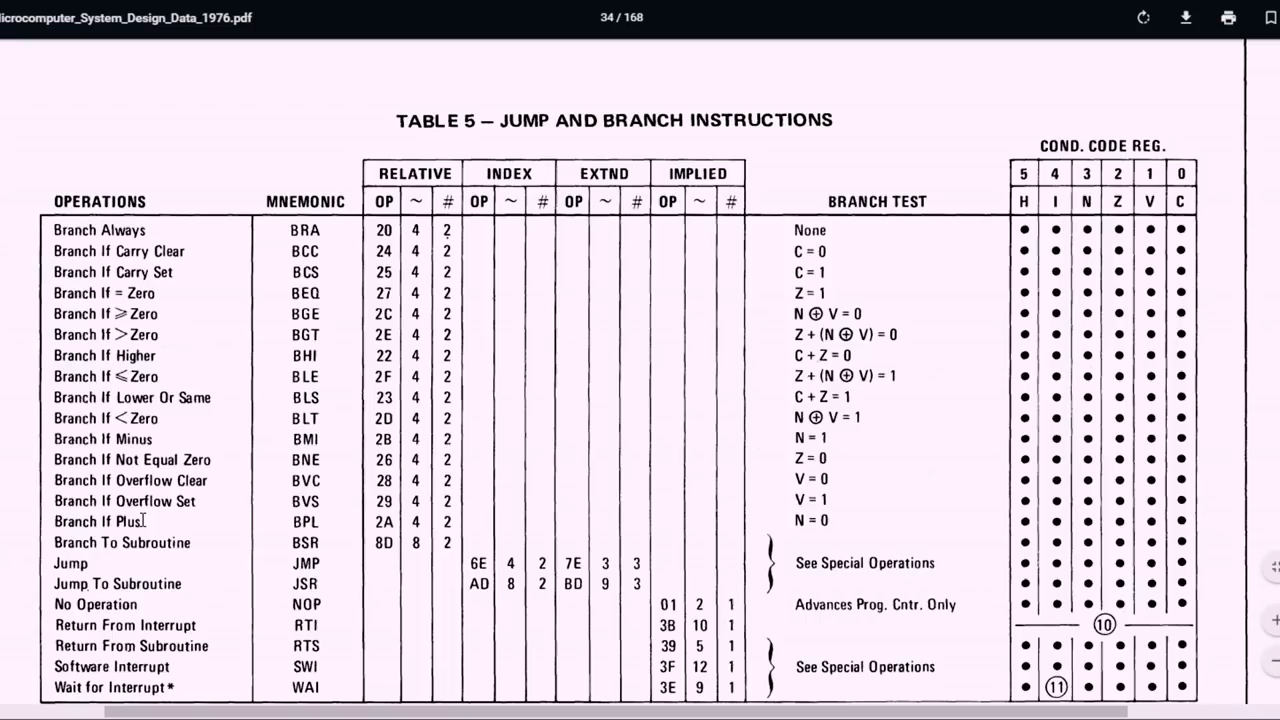 licrocomputer_System_Design_Data_1976.pdf 34 / 168
TABLE 5 – JUMP AND BRANCH INSTRUCTIONS
COND. CODE REG.
RELATIVE INDEX EXTND IMPLIED 5 4 3 2 1 0
OPERATIONS MNEMONIC OP ~ # OP ~ # OP ~ # OP ~ # BRANCH TEST H I N Z V C
Branch Always BRA 20 4 2 None ● ● ● ● ● ●
Branch If Carry Clear BCC 24 4 2 C = 0 ● ● ● ● ● ●
Branch If Carry Set BCS 25 4 2 C = 1 ● ● ● ● ● ●
Branch If = Zero BEQ 27 4 2 Z = 1 ● ● ● ● ● ●
Branch If ⩾ Zero BGE 2C 4 2 N ⊕ V = 0 ● ● ● ● ● ●
Branch If > Zero BGT 2E 4 2 Z + (N ⊕ V) = 0 ● ● ● ● ● ●
Branch If Higher BHI 22 4 2 C + Z = 0 ● ● ● ● ● ●
Branch If ⩽ Zero BLE 2F 4 2 Z + (N ⊕ V) = 1 ● ● ● ● ● ●
Branch If Lower Or Same BLS 23 4 2 C + Z = 1 ● ● ● ● ● ●
Branch If < Zero BLT 2D 4 2 N ⊕ V = 1 ● ● ● ● ● ●
Branch If Minus BMI 2B 4 2 N = 1 ● ● ● ● ● ●
Branch If Not Equal Zero BNE 26 4 2 Z = 0 ● ● ● ● ● ●
Branch If Overflow Clear BVC 28 4 2 V = 0 ● ● ● ● ● ●
Branch If Overflow Set BVS 29 4 2 V = 1 ● ● ● ● ● ●
Branch If Plus BPL 2A 4 2 N = 0 ● ● ● ● ● ●
Branch To Subroutine BSR 8D 8 2 ● ● ● ● ● ●
Jump JMP 6E 4 2 7E 3 3 See Special Operations ● ● ● ● ● ●
Jump To Subroutine JSR AD 8 2 BD 9 3 ● ● ● ● ● ●
No Operation NOP 01 2 1 Advances Prog. Cntr. Only ● ● ● ● ● ●
Return From Interrupt RTI 3B 10 1 ⑩
Return From Subroutine RTS 39 5 1 ● ● ● ● ● ●
Software Interrupt SWI 3F 12 1 See Special Operations ● ● ● ● ● ●
Wait for Interrupt* WAI 3E 9 1 ● ⑪ ● ● ● ●